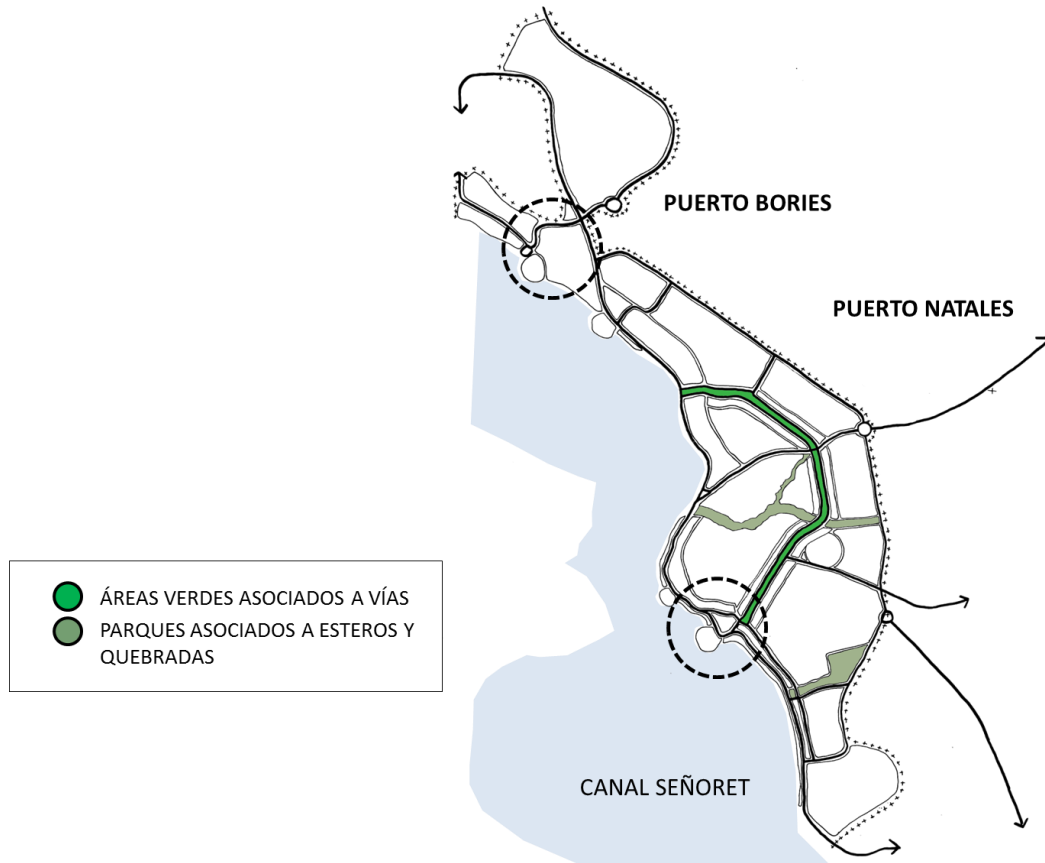 PUERTO BORIES
PUERTO NATALES
ÁREAS VERDES ASOCIADOS A VÍAS
PARQUES ASOCIADOS A ESTEROS Y
QUEBRADAS
CANAL SEÑORET